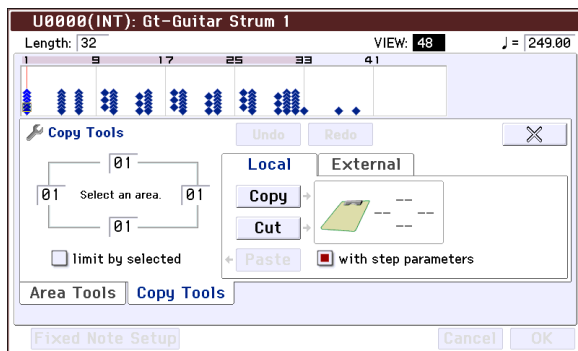 U0000(INT): Gt-Guitar Strum 1
Length: 32 VIEW: 48 ♩= 249.00
1 9 17 25 33 41
Copy Tools Undo Redo
01
01 Select an area. 01
01
limit by selected
Local External
Copy
Cut
-- -- -- --
Paste with step parameters
Area Tools Copy Tools
Fixed Note Setup Cancel OK